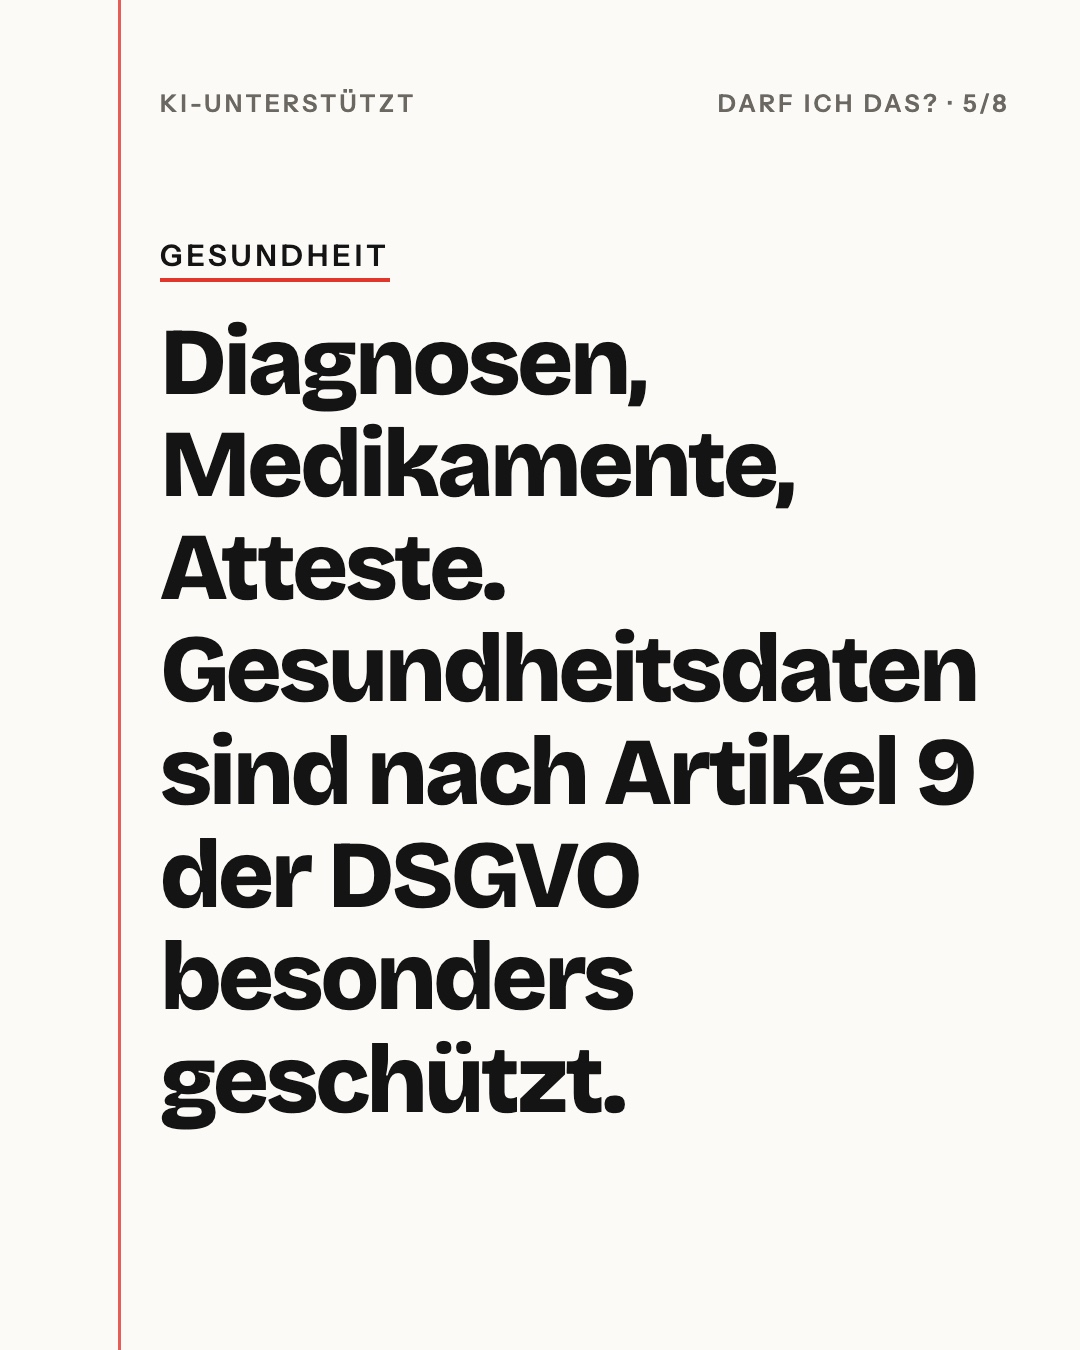 KI-UNTERSTÜTZT
DARF ICH DAS? · 5/8
GESUNDHEIT
Diagnosen,
Medikamente,
Atteste.
Gesundheitsdaten
sind nach Artikel 9
der DSGVO
besonders
geschützt.